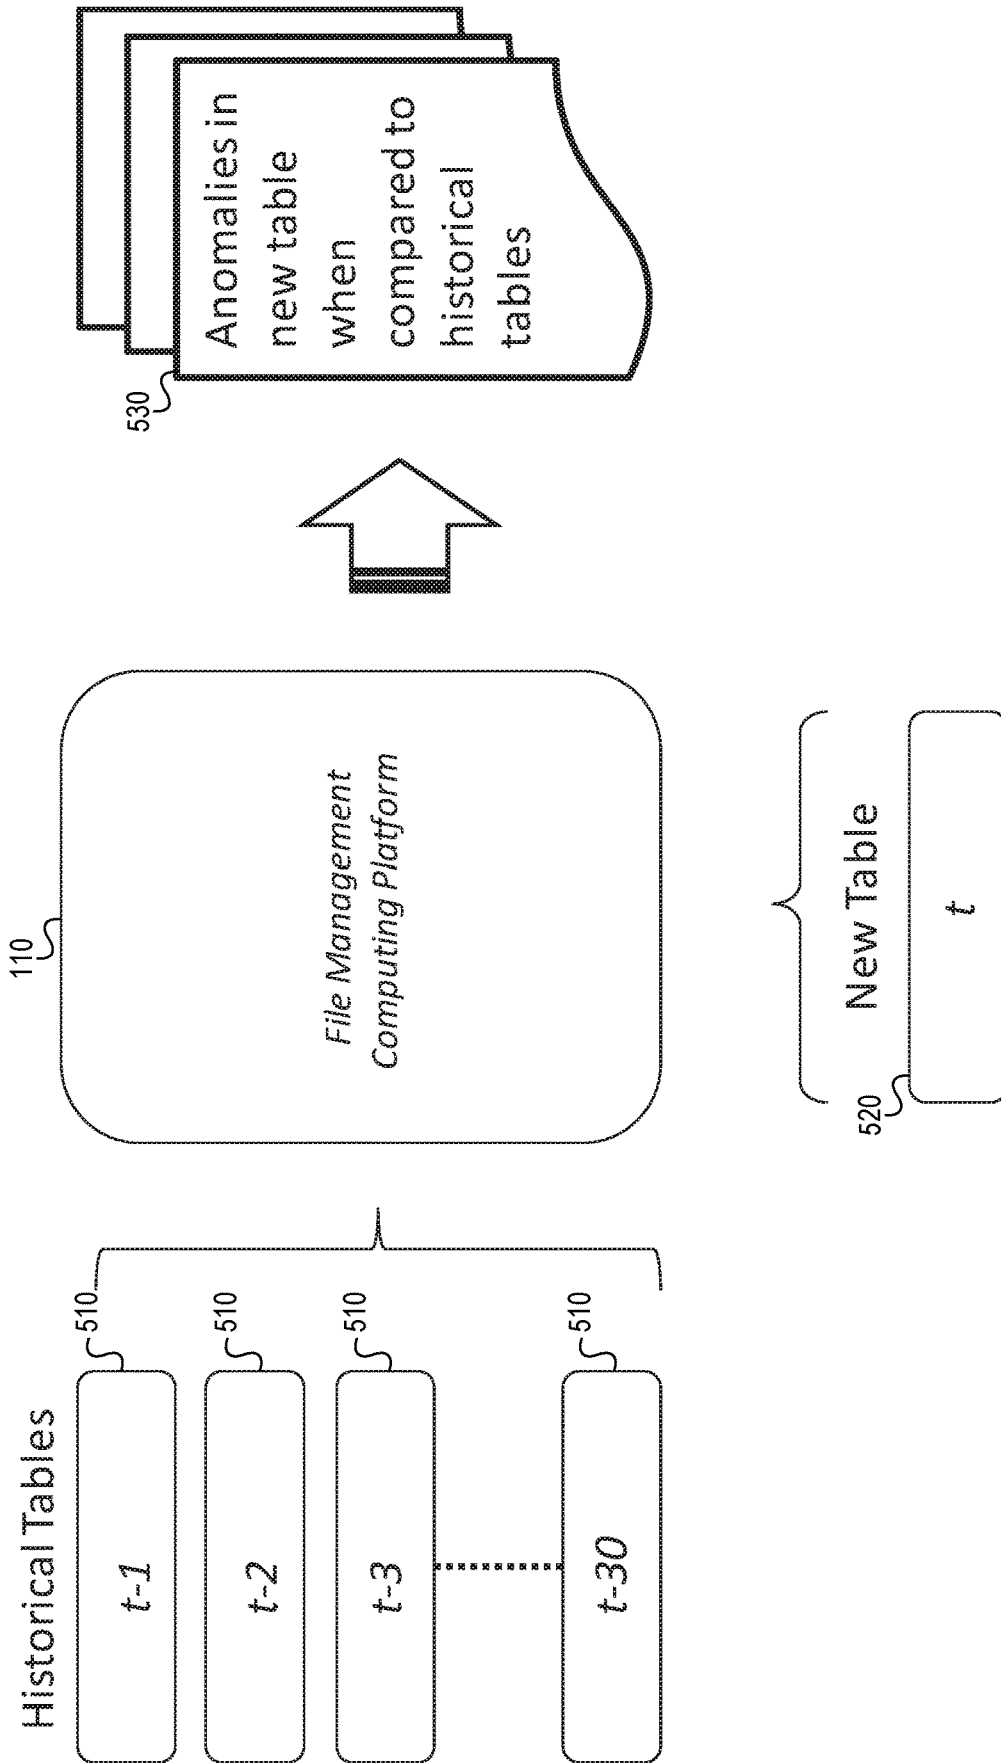 Historical Tables
510
t-1
510
t-2
510
t-3
510
t-30
110
File Management
Computing Platform
520
New Table
t
530
Anomalies in
new table
when
compared to
historical
tables